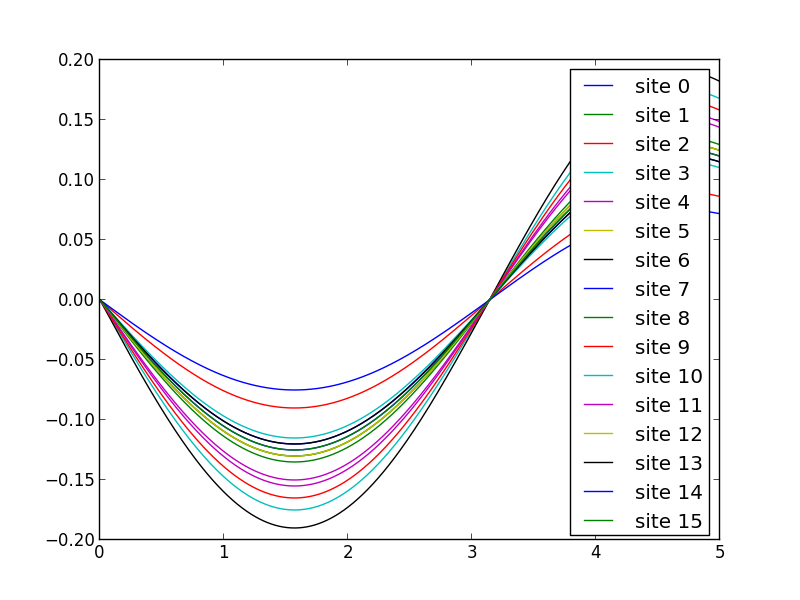 0.20
0.15
0.10
0.05
0.00
−0.05
−0.10
−0.15
−0.20
0 1 2 3 4 5
site 0
site 1
site 2
site 3
site 4
site 5
site 6
site 7
site 8
site 9
site 10
site 11
site 12
site 13
site 14
site 15